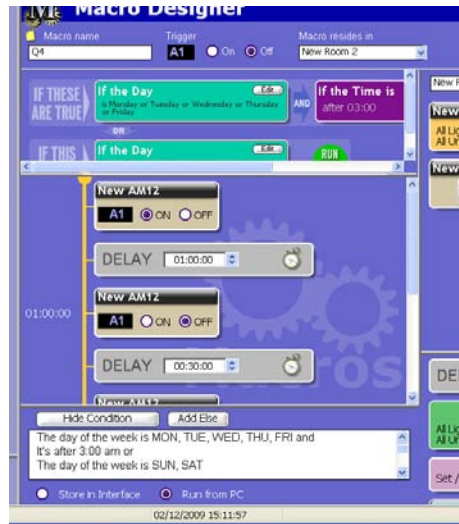 Macro Designer
Macro name
Trigger
Macro resides in
Q4
A1
On
Off
New Room 2
IF THESE ARE TRUE
If the Day
Edit
is Monday or Tuesday or Wednesday or Thursday
or Friday
AND
If the Time is
after 03:00
OR
IF THIS
If the Day
Edit
RUN
New AM12
A1 ON OFF
DELAY 01:00:00
01:00:00
New AM12
A1 ON OFF
DELAY 00:30:00
New AM12
Macros
Hide Condition
Add Else
The day of the week is MON, TUE, WED, THU, FRI and
It's after 3:00 am or
The day of the week is SUN, SAT
Store in Interface
Run from PC
02/12/2009 15:11:57
New
All
All
New
DE
All
All
Set /